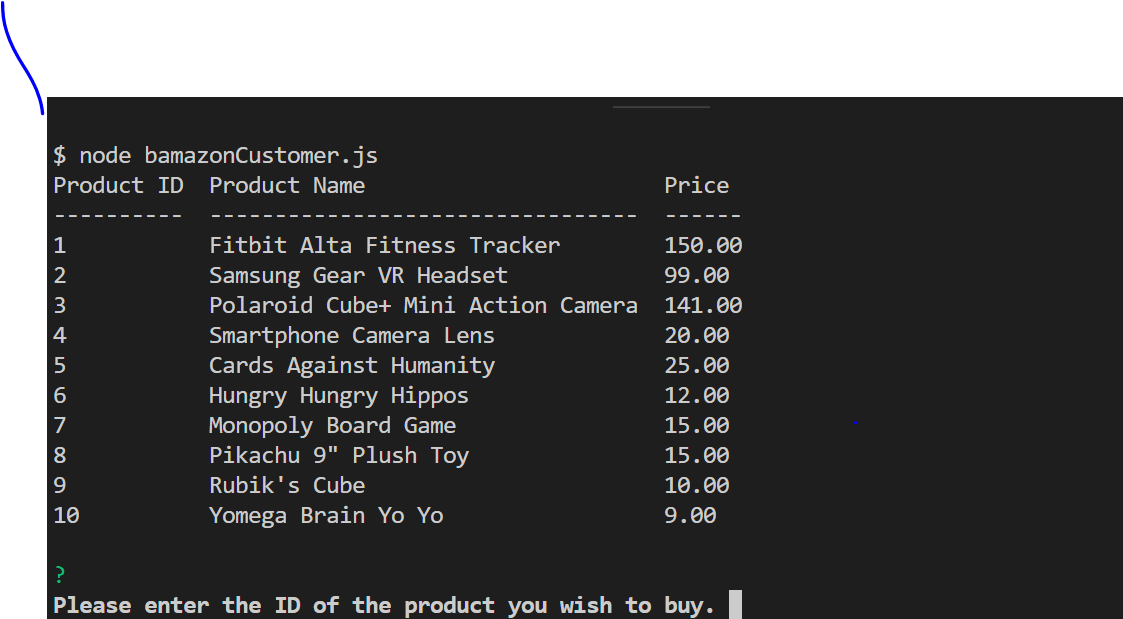 $ node bamazonCustomer.js
Product ID  Product Name                       Price
----------  ---------------------------------  ------
1           Fitbit Alta Fitness Tracker        150.00
2           Samsung Gear VR Headset            99.00
3           Polaroid Cube+ Mini Action Camera  141.00
4           Smartphone Camera Lens             20.00
5           Cards Against Humanity             25.00
6           Hungry Hungry Hippos               12.00
7           Monopoly Board Game                15.00
8           Pikachu 9" Plush Toy               15.00
9           Rubik's Cube                       10.00
10          Yomega Brain Yo Yo                 9.00
?
Please enter the ID of the product you wish to buy.